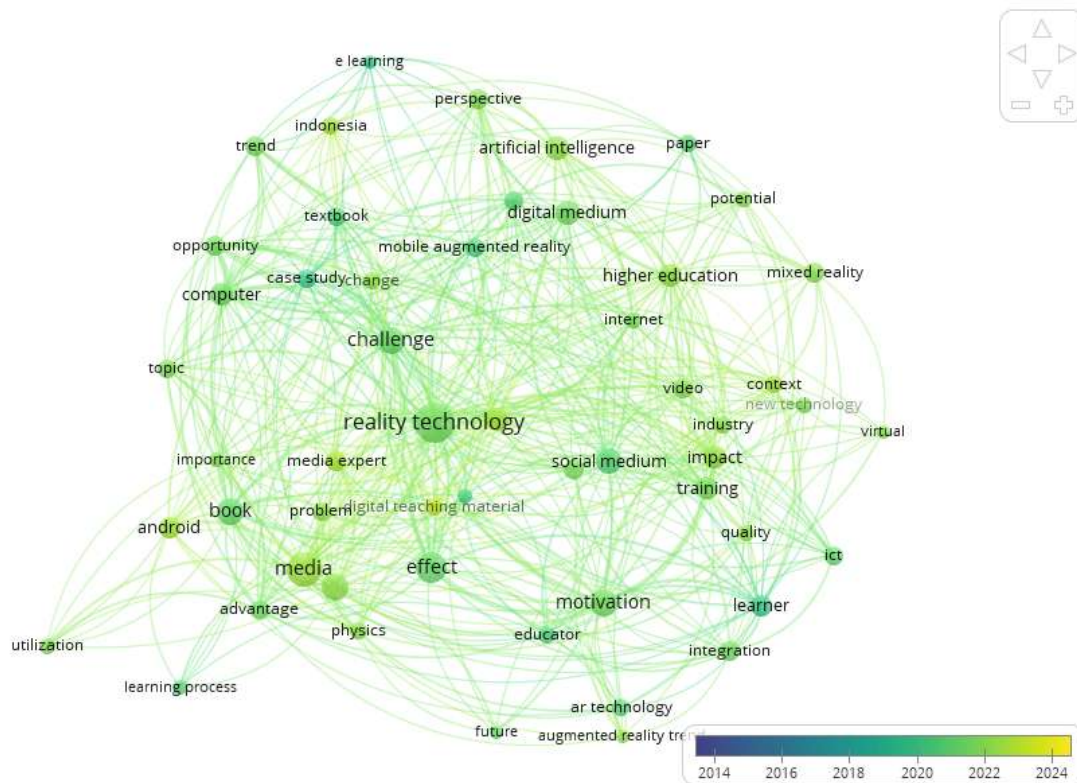 e learning
perspective
indonesia
trend
artificial intelligence
paper
potential
textbook
digital medium
opportunity
mobile augmented reality
case study
change
higher education
mixed reality
computer
internet
challenge
topic
video
context
new technology
reality technology
industry
virtual
importance
media expert
social medium
impact
training
book
problem
digital teaching material
android
quality
ict
media
effect
advantage
motivation
learner
physics
educator
utilization
integration
learning process
ar technology
future
augmented reality trend
2014 2016 2018 2020 2022 2024